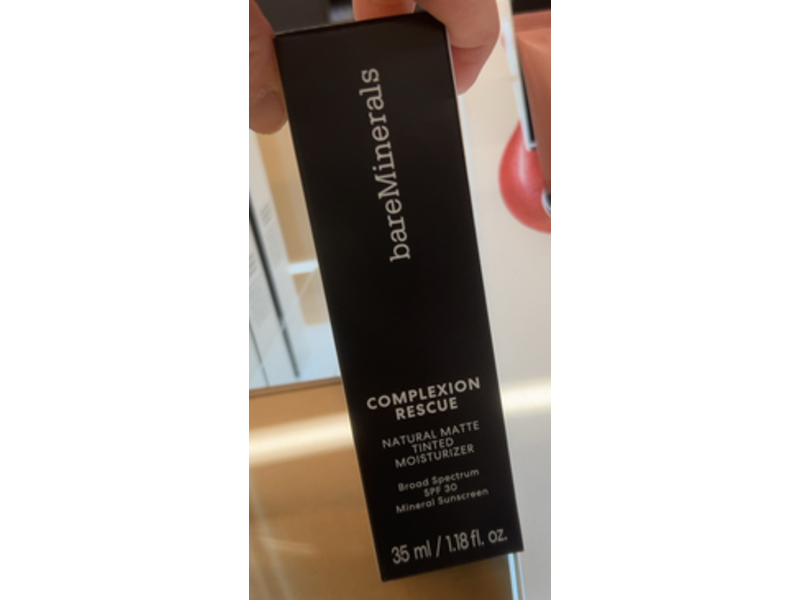 bareMinerals
COMPLEXION
RESCUE
NATURAL MATTE
TINTED
MOISTURIZER
Broad Spectrum
SPF 30
Mineral Sunscreen
35 ml / 1.18 fl. oz.